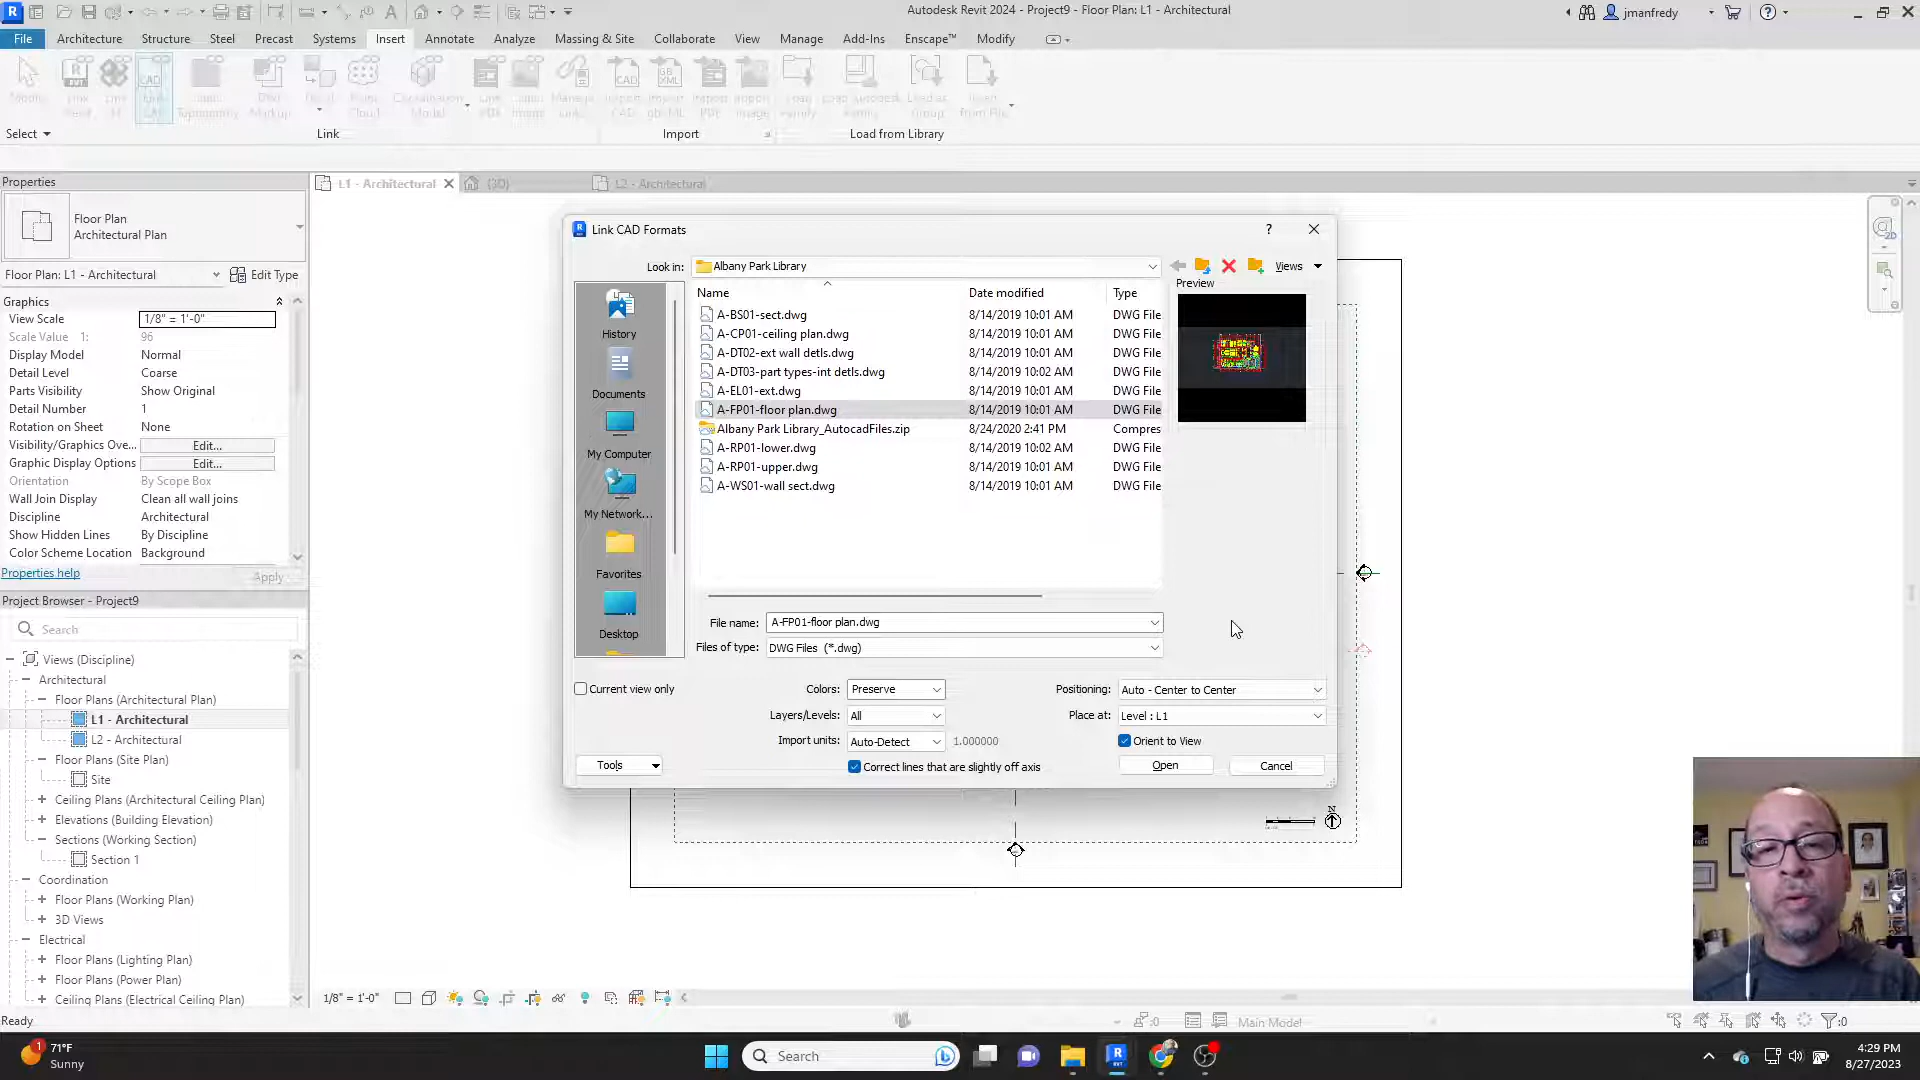 Autodesk Revit 2024 - Project9 - Floor Plan: L1 - Architectural
jmanfredy
File Architecture Structure Steel Precast Systems Insert Annotate Analyze Massing & Site Collaborate View Manage Add-Ins Enscape™ Modify
Select Link Import Load from Library
Properties
L1 - Architectural (3D) L2 - Architectural
Floor Plan
Architectural Plan
Floor Plan: L1 - Architectural Edit Type
Graphics
View Scale 1/8" = 1'-0"
Scale Value 1: 96
Display Model Normal
Detail Level Coarse
Parts Visibility Show Original
Detail Number 1
Rotation on Sheet None
Visibility/Graphics Ove... Edit...
Graphic Display Options Edit...
Orientation By Scope Box
Wall Join Display Clean all wall joins
Discipline Architectural
Show Hidden Lines By Discipline
Color Scheme Location Background
Properties help Apply
Project Browser - Project9
Search
Views (Discipline)
Architectural
Floor Plans (Architectural Plan)
L1 - Architectural
L2 - Architectural
Floor Plans (Site Plan)
Site
Ceiling Plans (Architectural Ceiling Plan)
Elevations (Building Elevation)
Sections (Working Section)
Section 1
Coordination
Floor Plans (Working Plan)
3D Views
Electrical
Floor Plans (Lighting Plan)
Floor Plans (Power Plan)
Ceiling Plans (Electrical Ceiling Plan)
Link CAD Formats
Look in: Albany Park Library Views
Preview
Name Date modified Type
A-BS01-sect.dwg 8/14/2019 10:01 AM DWG File
A-CP01-ceiling plan.dwg 8/14/2019 10:01 AM DWG File
A-DT02-ext wall detls.dwg 8/14/2019 10:01 AM DWG File
A-DT03-part types-int detls.dwg 8/14/2019 10:02 AM DWG File
A-EL01-ext.dwg 8/14/2019 10:01 AM DWG File
A-FP01-floor plan.dwg 8/14/2019 10:01 AM DWG File
Albany Park Library_AutocadFiles.zip 8/24/2020 2:41 PM Compres
A-RP01-lower.dwg 8/14/2019 10:02 AM DWG File
A-RP01-upper.dwg 8/14/2019 10:01 AM DWG File
A-WS01-wall sect.dwg 8/14/2019 10:01 AM DWG File
History
Documents
My Computer
My Network...
Favorites
Desktop
File name: A-FP01-floor plan.dwg
Files of type: DWG Files (*.dwg)
Current view only Colors: Preserve Positioning: Auto - Center to Center
Layers/Levels: All Place at: Level : L1
Import units: Auto-Detect 1.000000 Orient to View
Tools Correct lines that are slightly off axis Open Cancel
N
1/8" = 1'-0"
Ready :0 Main Model :0
71°F
Sunny
Search
4:29 PM
8/27/2023